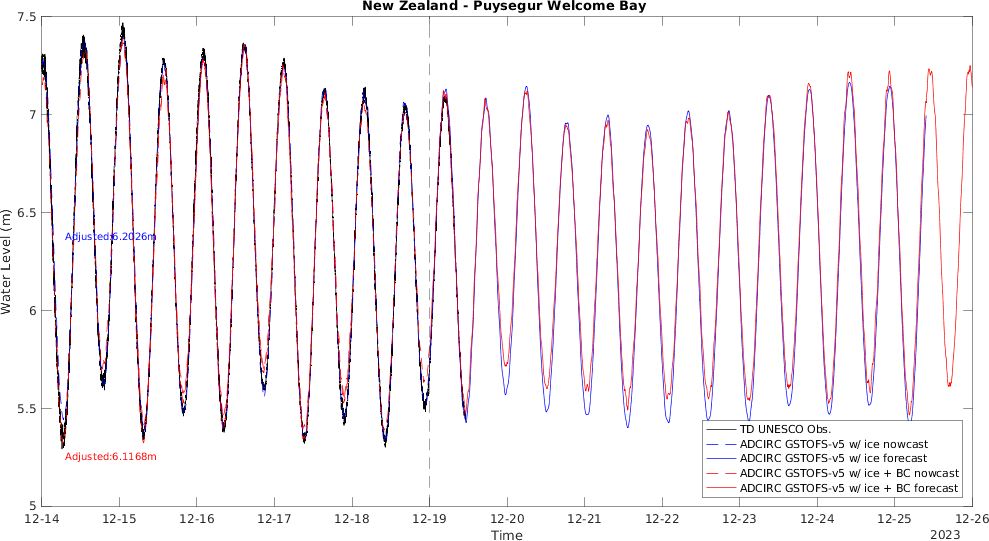 New Zealand - Puysegur Welcome Bay
7.5
7
6.5
6
5.5
5
Water Level (m)
Adjusted:6.2026m
Adjusted:6.1168m
TD UNESCO Obs.
ADCIRC GSTOFS-v5 w/ ice nowcast
ADCIRC GSTOFS-v5 w/ ice forecast
ADCIRC GSTOFS-v5 w/ ice + BC nowcast
ADCIRC GSTOFS-v5 w/ ice + BC forecast
12-14 12-15 12-16 12-17 12-18 12-19 12-20 12-21 12-22 12-23 12-24 12-25 12-26
Time
2023